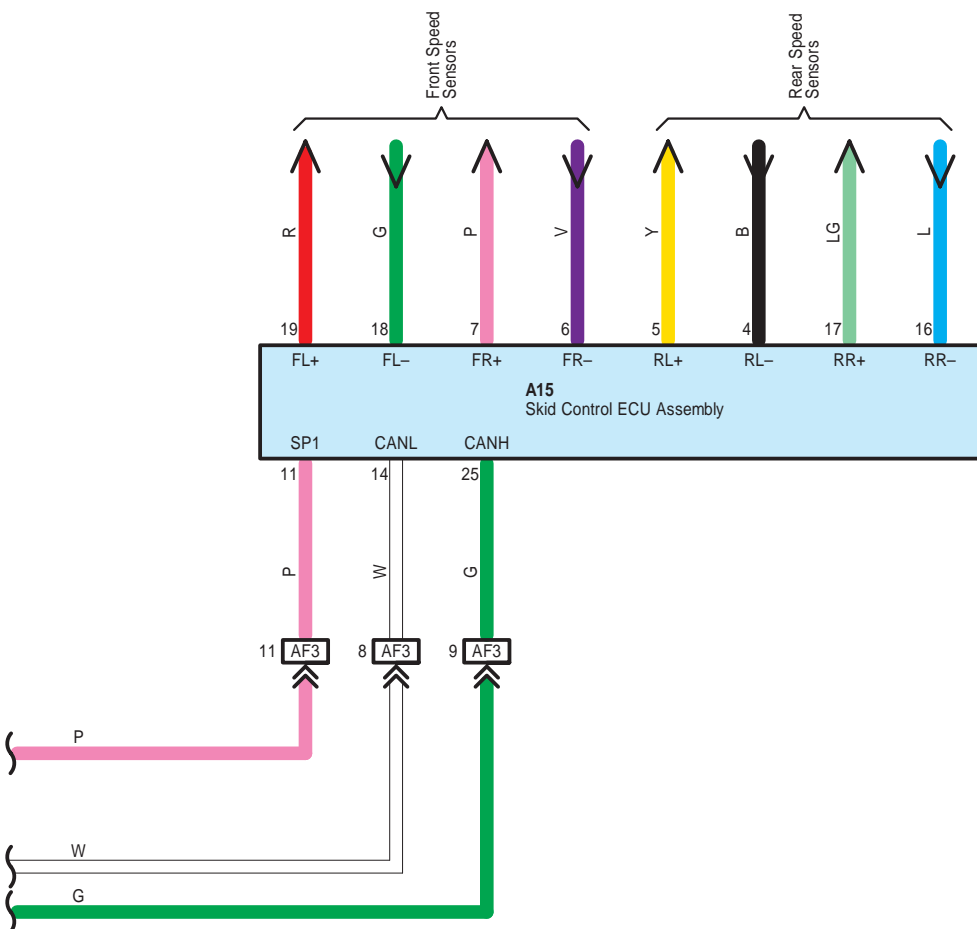 Front Speed
Sensors
Rear Speed
Sensors
R G P V Y B LG L
19 18 7 6 5 4 17 16
FL+ FL– FR+ FR– RL+ RL– RR+ RR–
A15
Skid Control ECU Assembly
SP1 CANL CANH
11 14 25
P W G
11 AF3 8 AF3 9 AF3
P
W
G